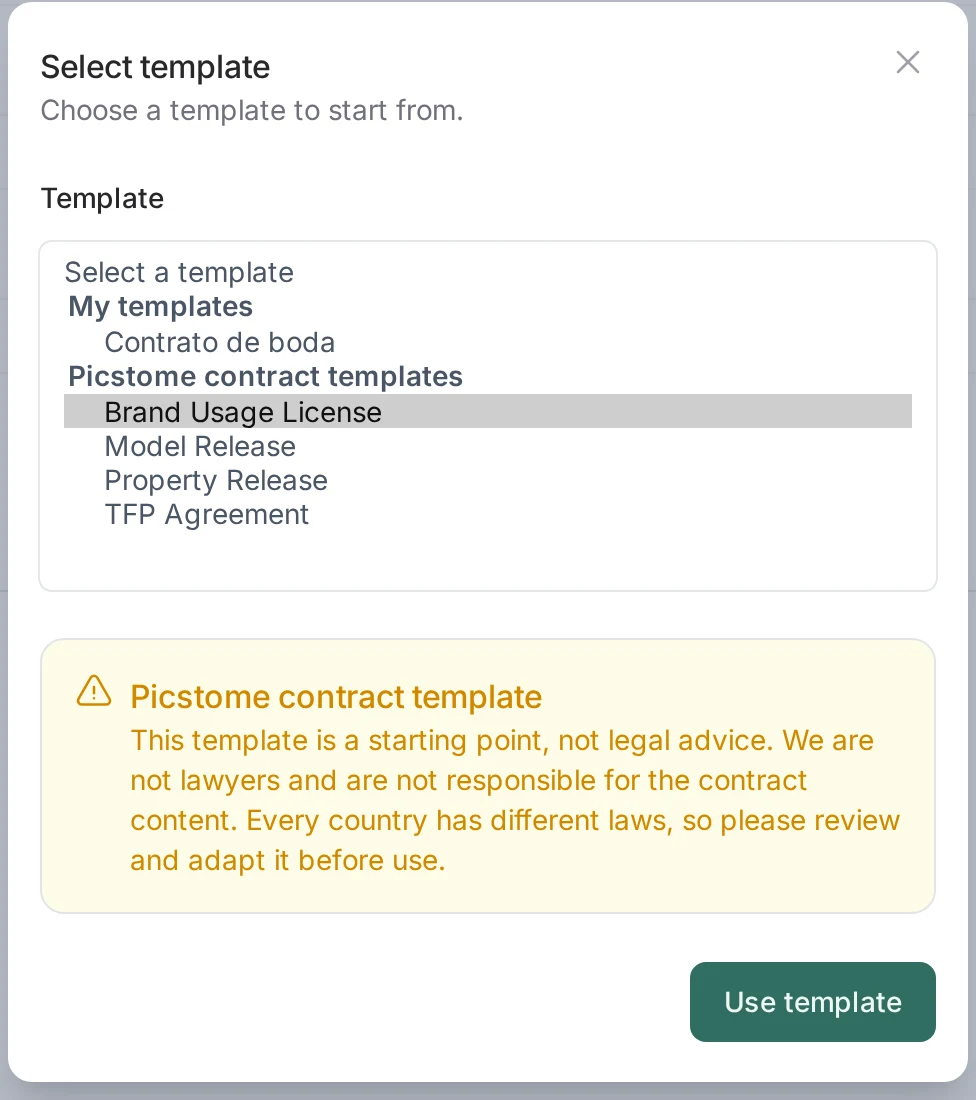 Select template
Choose a template to start from.
Template
Select a template
My templates
Contrato de boda
Picstome contract templates
Brand Usage License
Model Release
Property Release
TFP Agreement
Picstome contract template
This template is a starting point, not legal advice. We are
not lawyers and are not responsible for the contract
content. Every country has different laws, so please review
and adapt it before use.
Use template